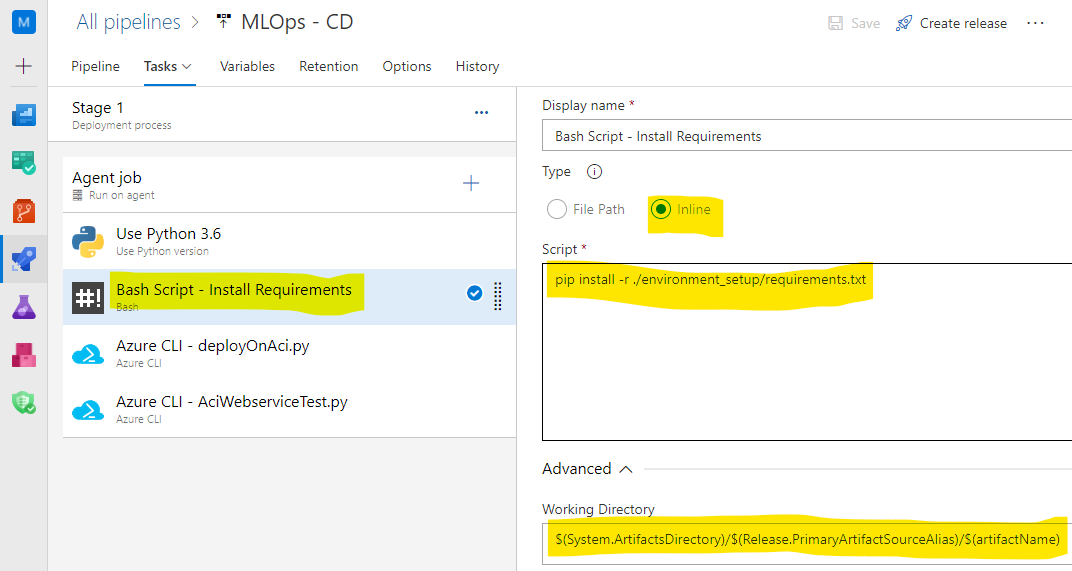 M
All pipelines > MLOps - CD
Save
Create release
...
Pipeline
Tasks
Variables
Retention
Options
History
Stage 1
Deployment process
...
Agent job
Run on agent
Use Python 3.6
Use Python version
#!
Bash Script - Install Requirements
Bash
Azure CLI - deployOnAci.py
Azure CLI
Azure CLI - AciWebserviceTest.py
Azure CLI
Display name *
Bash Script - Install Requirements
Type
File Path
Inline
Script *
pip install -r ./environment_setup/requirements.txt
Advanced
Working Directory
$(System.ArtifactsDirectory)/$(Release.PrimaryArtifactSourceAlias)/$(artifactName)